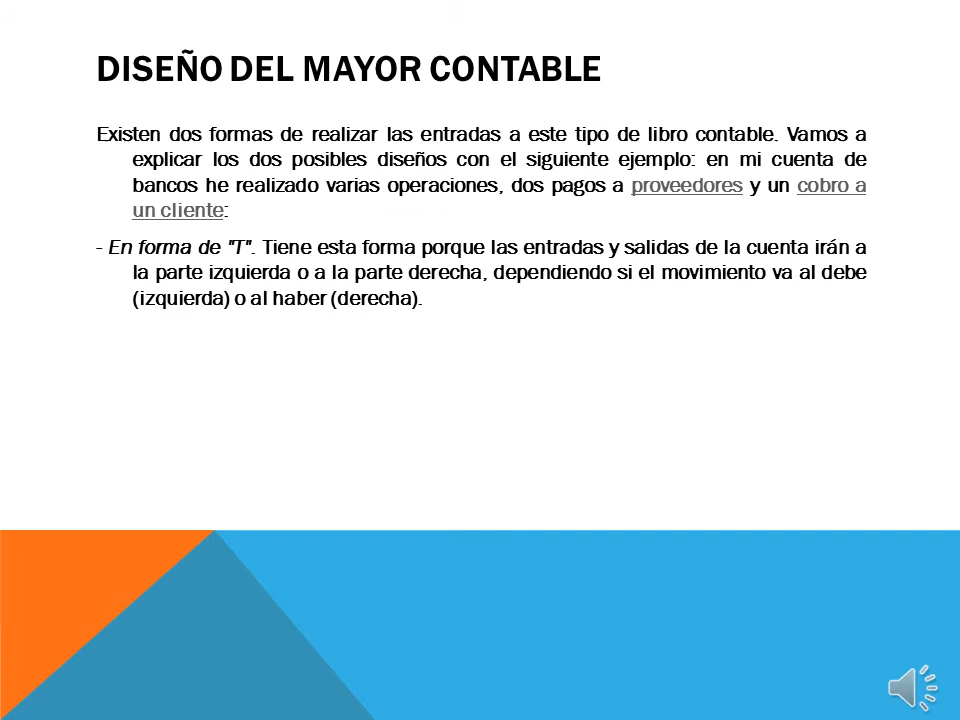 DISEÑO DEL MAYOR CONTABLE
Existen dos formas de realizar las entradas a este tipo de libro contable. Vamos a
explicar los dos posibles diseños con el siguiente ejemplo: en mi cuenta de
bancos he realizado varias operaciones, dos pagos a proveedores y un cobro a
un cliente:
- En forma de "T". Tiene esta forma porque las entradas y salidas de la cuenta irán a
la parte izquierda o a la parte derecha, dependiendo si el movimiento va al debe
(izquierda) o al haber (derecha).